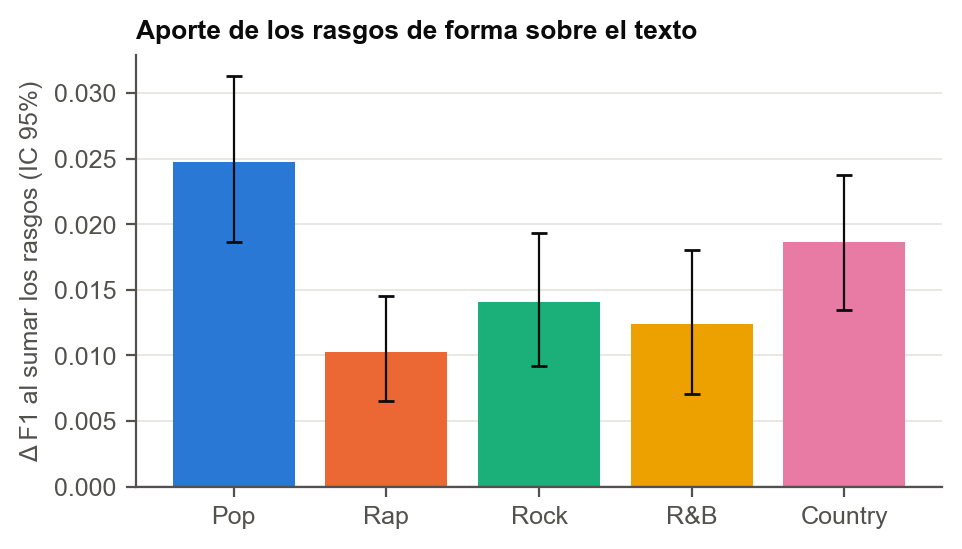 Aporte de los rasgos de forma sobre el texto
Δ F1 al sumar los rasgos (IC 95%)
0.030
0.025
0.020
0.015
0.010
0.005
0.000
Pop Rap Rock R&B Country